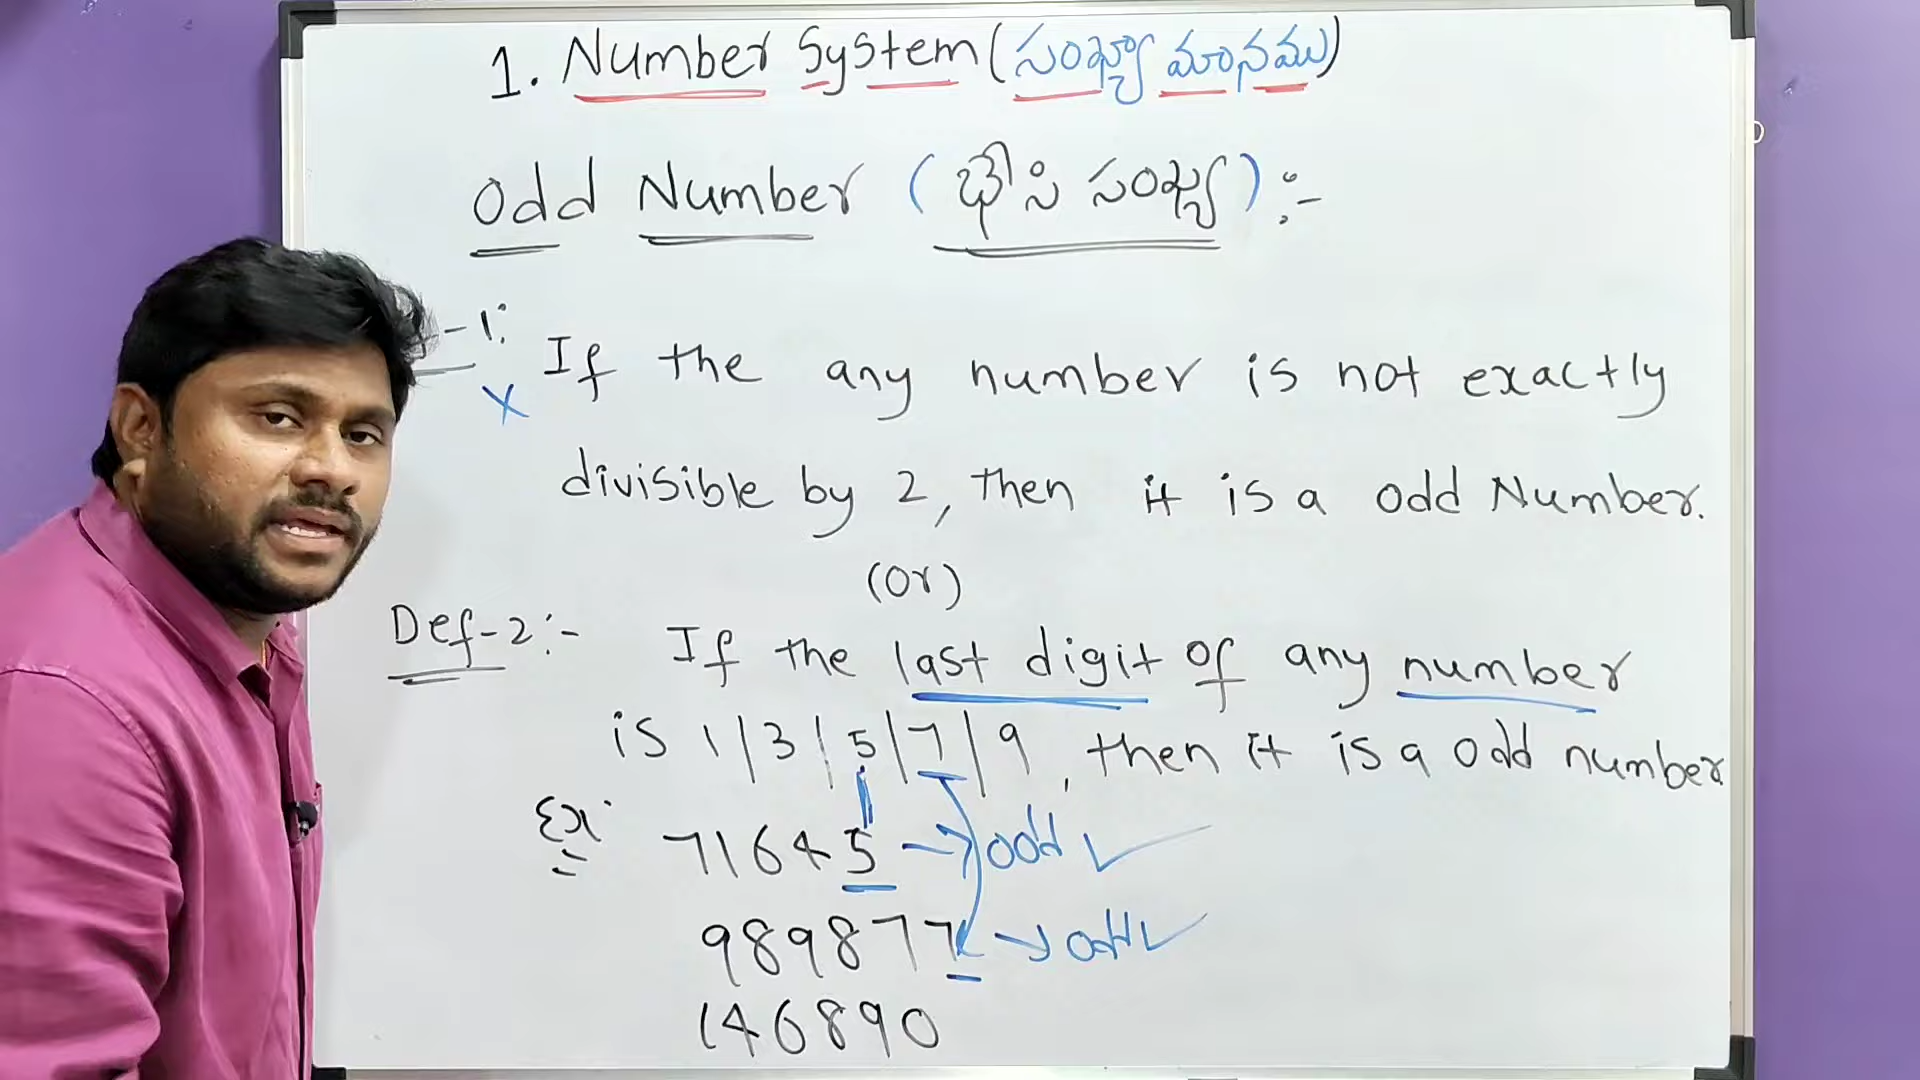 1. Number System (సంఖ్యా మానము)
Odd Number (భేసి సంఖ్య) :-
-1:
x If the any number is not exactly
divisible by 2, then it is a odd Number.
(Or)
Def-2:- If the last digit of any number
is 1|3|5|7|9, then it is a odd number
Ex: 71645 → odd ✓
989877 → odd ✓
146890